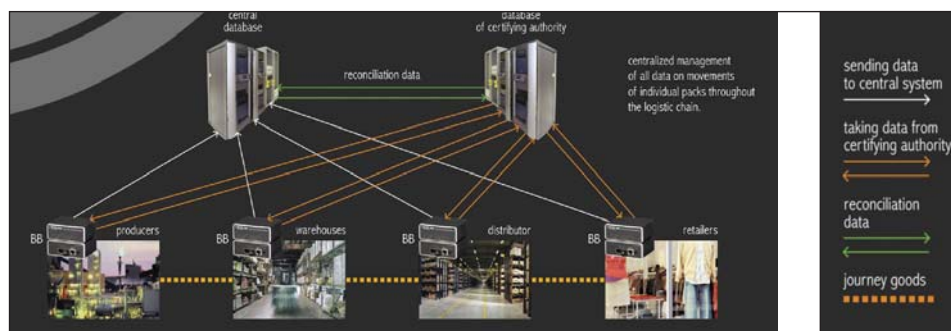 central
database
database
of certifying authority
reconciliation data
centralized management
of all data on movements
of individual packs throughout
the logistic chain.
BB
producers
BB
warehouses
BB
distributor
BB
retailers
sending data
to central system
taking data from
certifying authority
reconciliation
data
journey goods